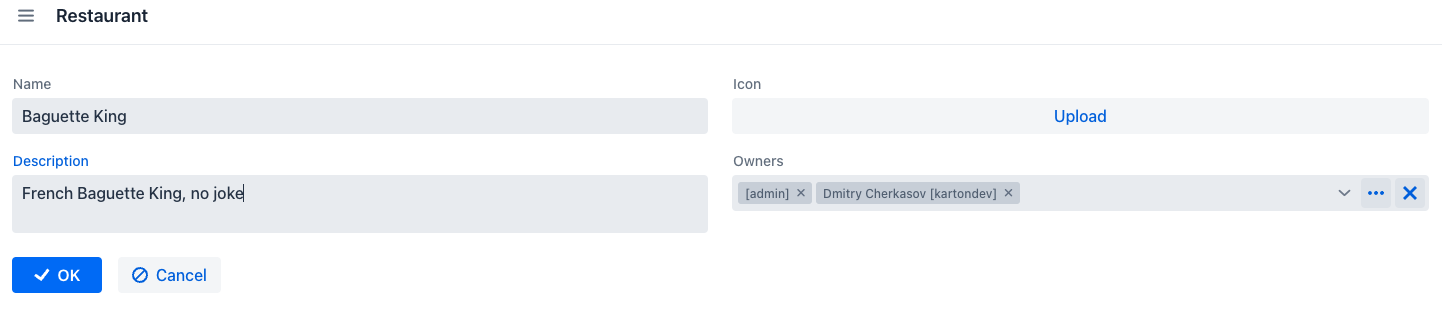 Restaurant
Name
Baguette King
Icon
Upload
Description
French Baguette King, no joke
Owners
[admin]
Dmitry Cherkasov [kartondev]
OK
Cancel